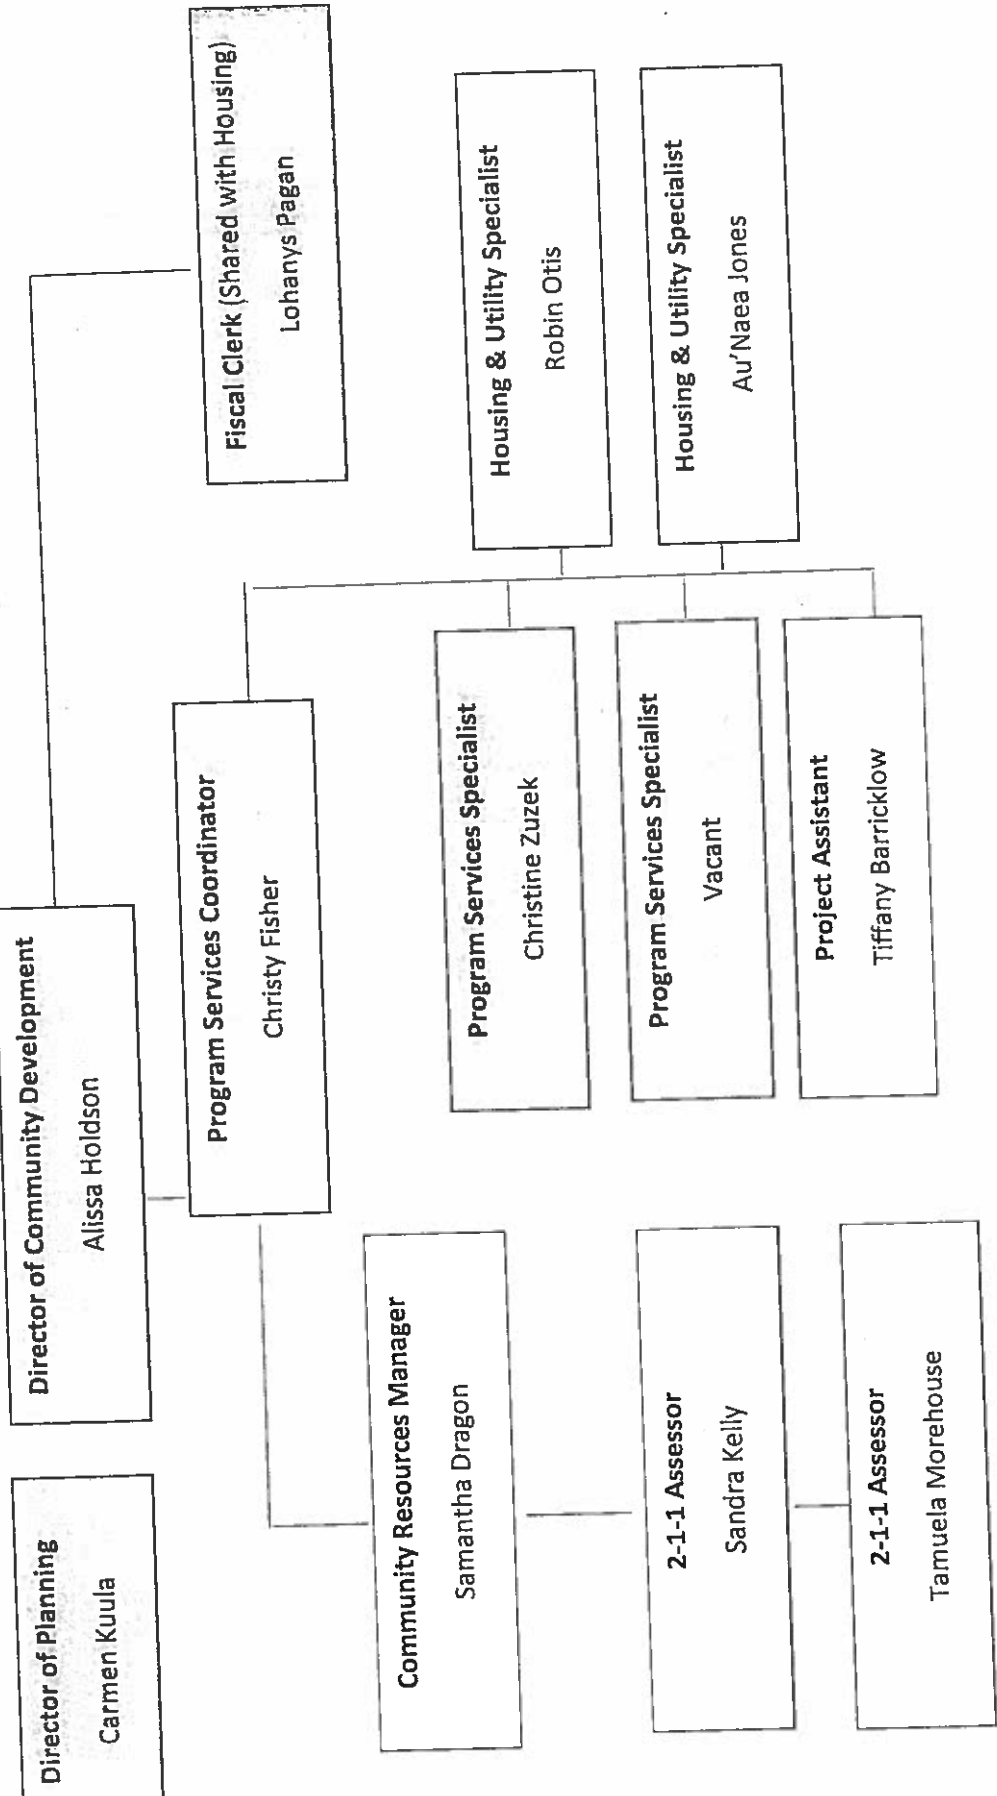 Director of Planning
Carmen Kuula
Director of Community Development
Alissa Holdson
Fiscal Clerk (Shared with Housing)
Lohanys Pagan
Program Services Coordinator
Christy Fisher
Community Resources Manager
Samantha Dragon
2-1-1 Assessor
Sandra Kelly
2-1-1 Assessor
Tamuela Morehouse
Program Services Specialist
Christine Zuzek
Program Services Specialist
Vacant
Project Assistant
Tiffany Barricklow
Housing & Utility Specialist
Robin Otis
Housing & Utility Specialist
Au'Naea Jones